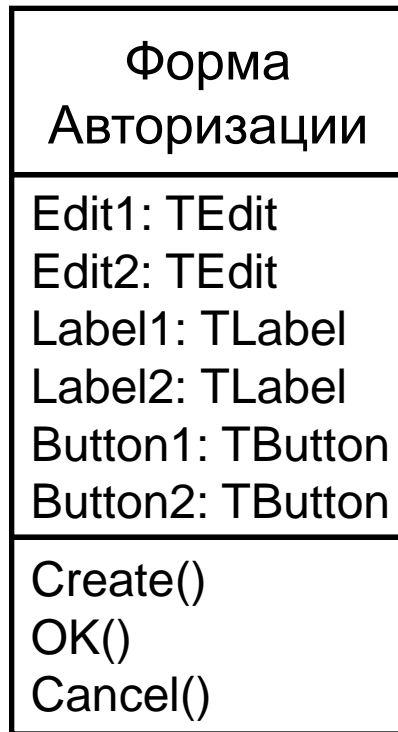 Форма
Авторизации
Edit1: TEdit
Edit2: TEdit
Label1: TLabel
Label2: TLabel
Button1: TButton
Button2: TButton
Create()
OK()
Cancel()